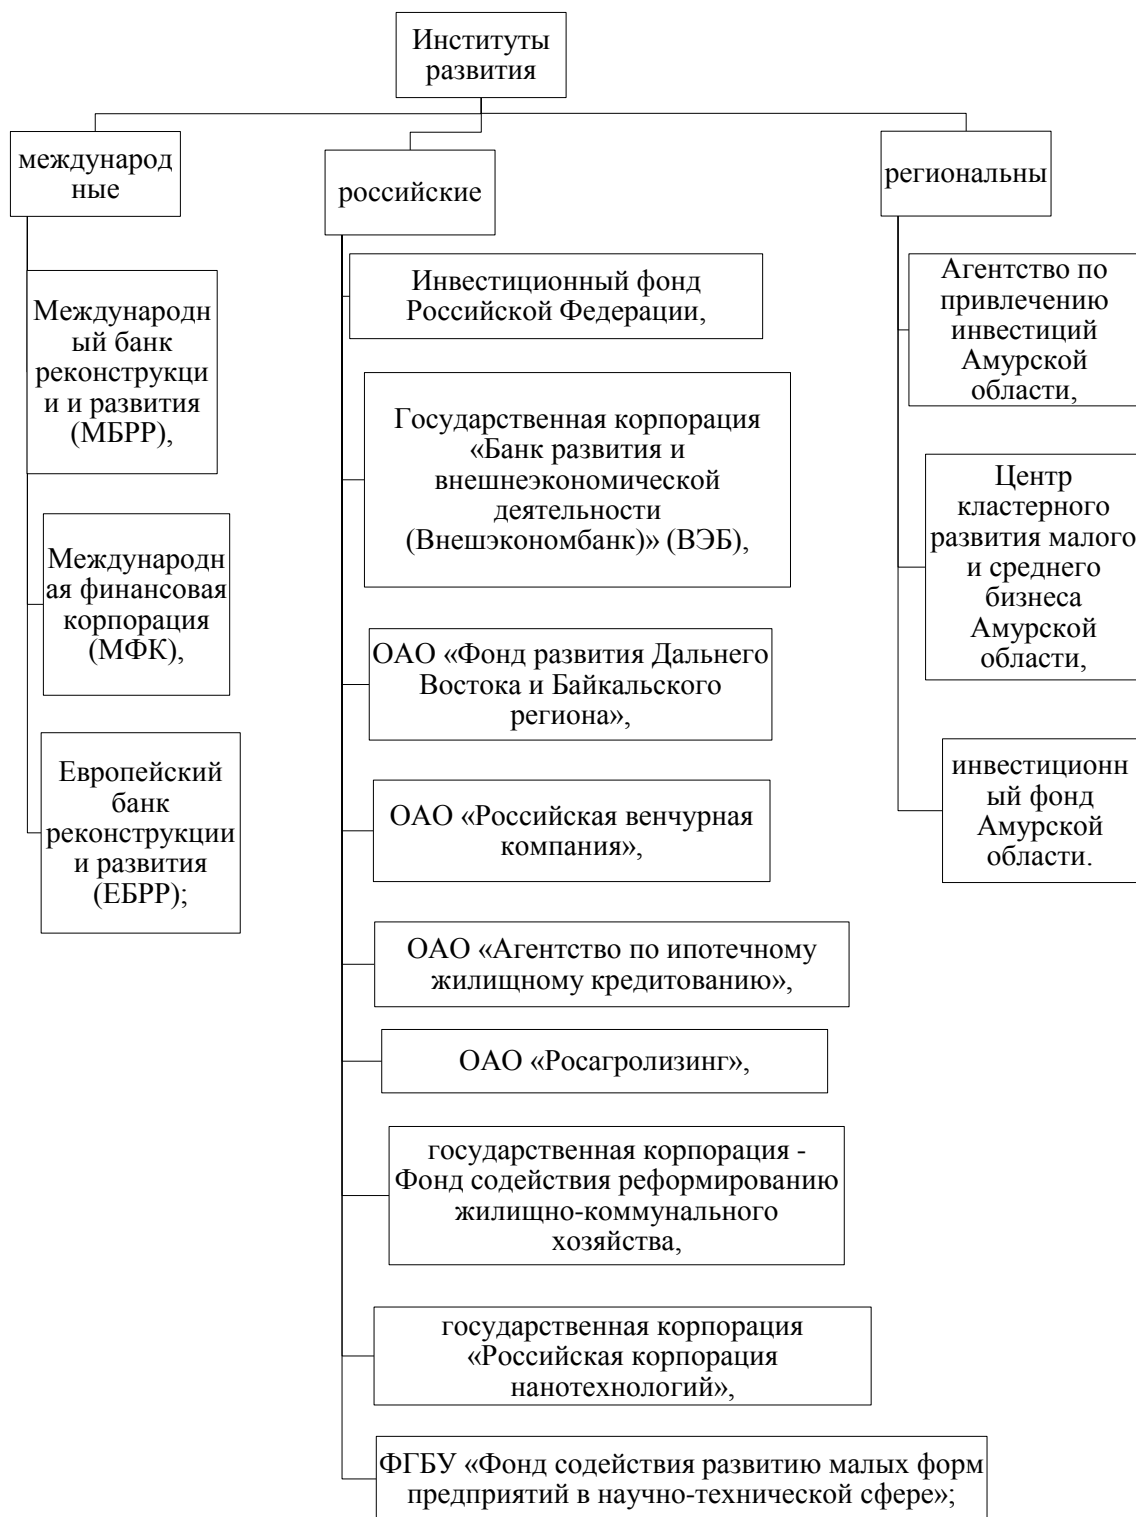 Институты
развития
международ
ные
Международн
ый банк
реконструкци
и и развития
(МБРР),
Международн
ая финансовая
корпорация
(МФК),
Европейский
банк
реконструкции
и развития
(ЕБРР);
российские
Инвестиционный фонд
Российской Федерации,
Государственная корпорация
«Банк развития и
внешнеэкономической
деятельности
(Внешэкономбанк)» (ВЭБ),
ОАО «Фонд развития Дальнего
Востока и Байкальского
региона»,
ОАО «Российская венчурная
компания»,
ОАО «Агентство по ипотечному
жилищному кредитованию»,
ОАО «Росагролизинг»,
государственная корпорация -
Фонд содействия реформированию
жилищно-коммунального
хозяйства,
государственная корпорация
«Российская корпорация
нанотехнологий»,
ФГБУ «Фонд содействия развитию малых форм
предприятий в научно-технической сфере»;
региональны
Агентство по
привлечению
инвестиций
Амурской
области,
Центр
кластерного
развития малого
и среднего
бизнеса
Амурской
области,
инвестиционн
ый фонд
Амурской
области.